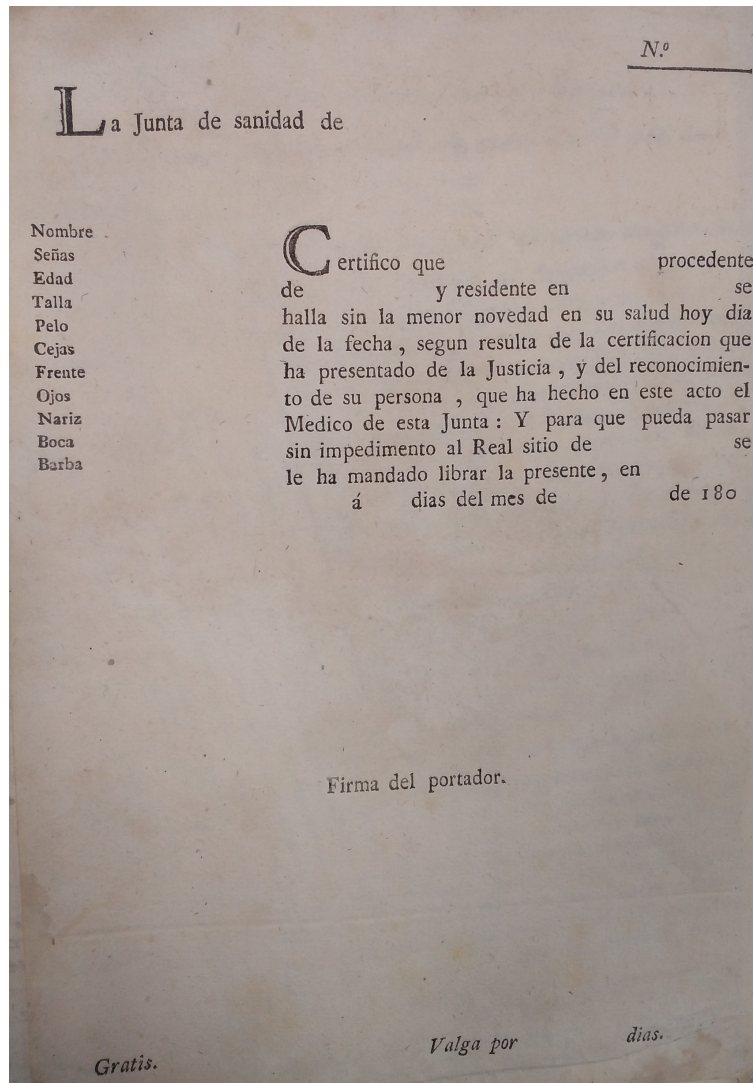 N.º
La Junta de sanidad de
Nombre
Señas
Edad
Talla
Pelo
Cejas
Frente
Ojos
Nariz
Boca
Barba
Certifico que procedente
de y residente en se
halla sin la menor novedad en su salud hoy dia
de la fecha, segun resulta de la certificacion que
ha presentado de la Justicia, y del reconocimien-
to de su persona, que ha hecho en este acto el
Medico de esta Junta: Y para que pueda pasar
sin impedimento al Real sitio de se
le ha mandado librar la presente, en
á dias del mes de de 180
Firma del portador.
Valga por dias.
Gratis.